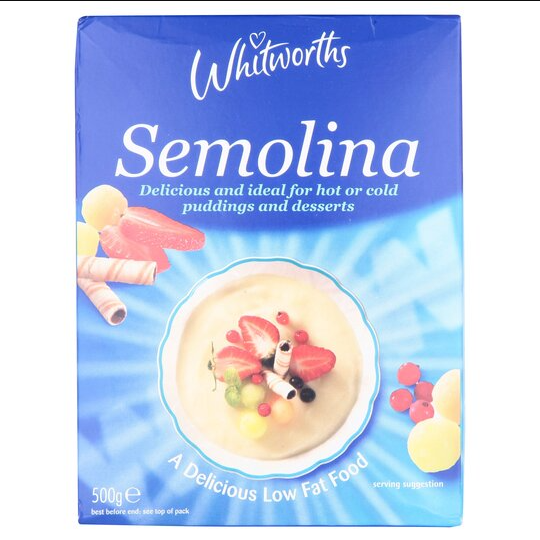 Whitworths
Semolina
Delicious and ideal for hot or cold
puddings and desserts
A Delicious Low Fat Food
serving suggestion
500g ℮
best before end: see top of pack